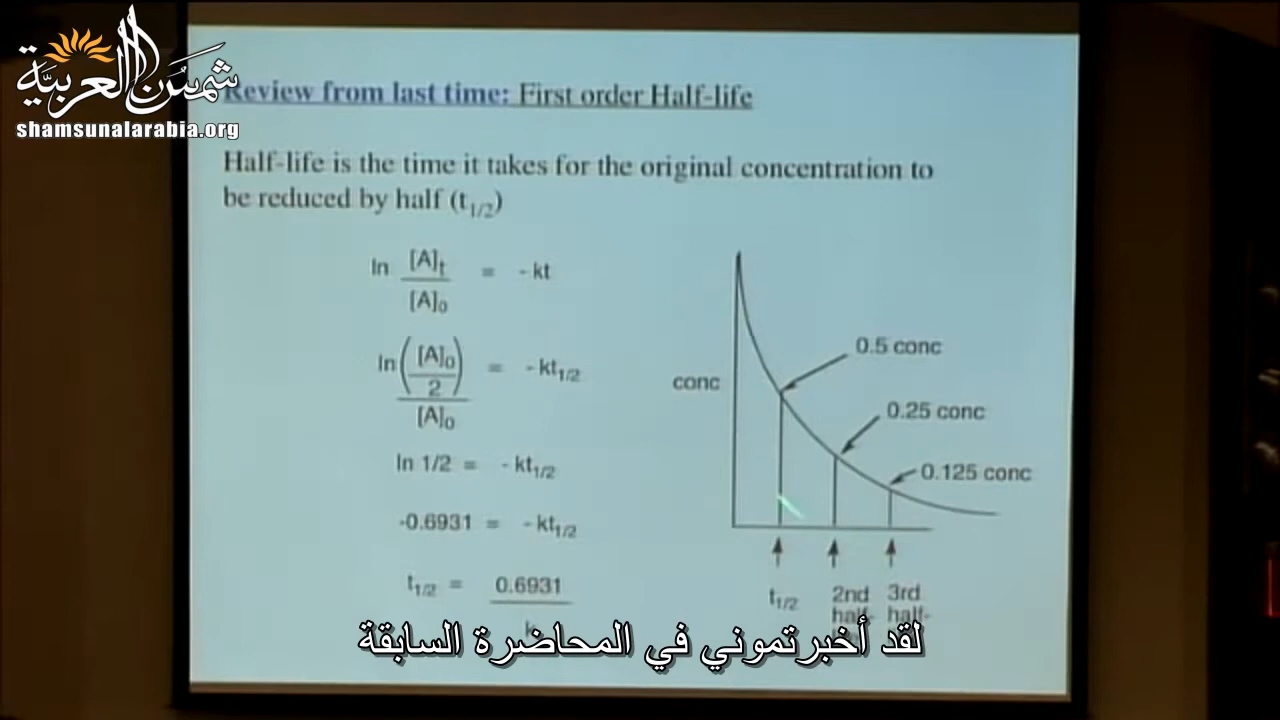 شمس العربية
shamsunalarabia.org
Review from last time: First order Half-life
Half-life is the time it takes for the original concentration to
be reduced by half (t1/2)
ln [A]t / [A]o = - kt
ln ([A]o / 2) / [A]o = - kt1/2
ln 1/2 = - kt1/2
-0.6931 = - kt1/2
t1/2 = 0.6931
conc
0.5 conc
0.25 conc
0.125 conc
t1/2
2nd half-
3rd half-
لقد أخبرتموني في المحاضرة السابقة